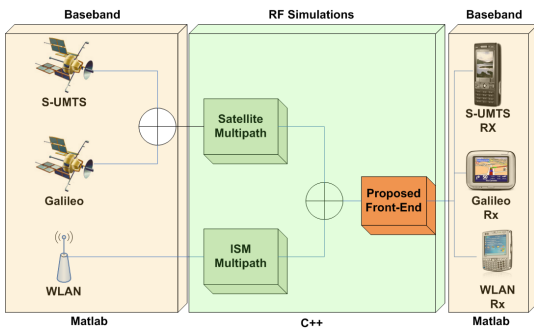 Baseband
RF Simulations
Baseband
S-UMTS
Galileo
WLAN
Satellite
Multipath
ISM
Multipath
Proposed
Front-End
S-UMTS
RX
Galileo
Rx
WLAN
Rx
Matlab
C++
Matlab